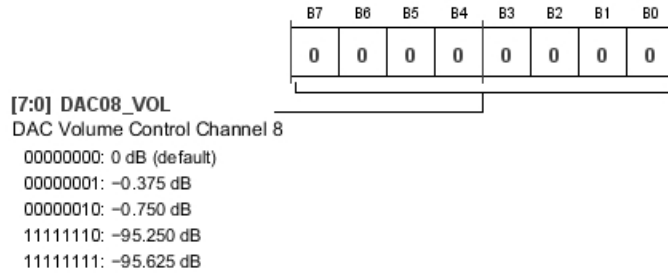 B7 B6 B5 B4 B3 B2 B1 B0
0 0 0 0 0 0 0 0
[7:0] DAC08_VOL
DAC Volume Control Channel 8
00000000: 0 dB (default)
00000001: −0.375 dB
00000010: −0.750 dB
11111110: −95.250 dB
11111111: −95.625 dB